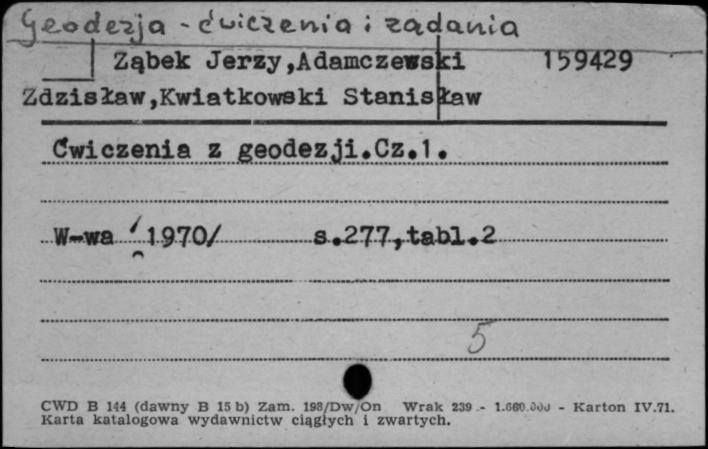 Geodezja - ćwiczenia i zadania
Ząbek Jerzy,Adamczewski 159429
Zdzisław,Kwiatkowski Stanisław
Ćwiczenia z geodezji.Cz.1.
W-wa /1970/ s.277,tabl.2
5
CWD B 144 (dawny B 15 b) Zam. 198/Dw/On Wrak 239 - 1.660.000 - Karton IV.71.
Karta katalogowa wydawnictw ciągłych i zwartych.